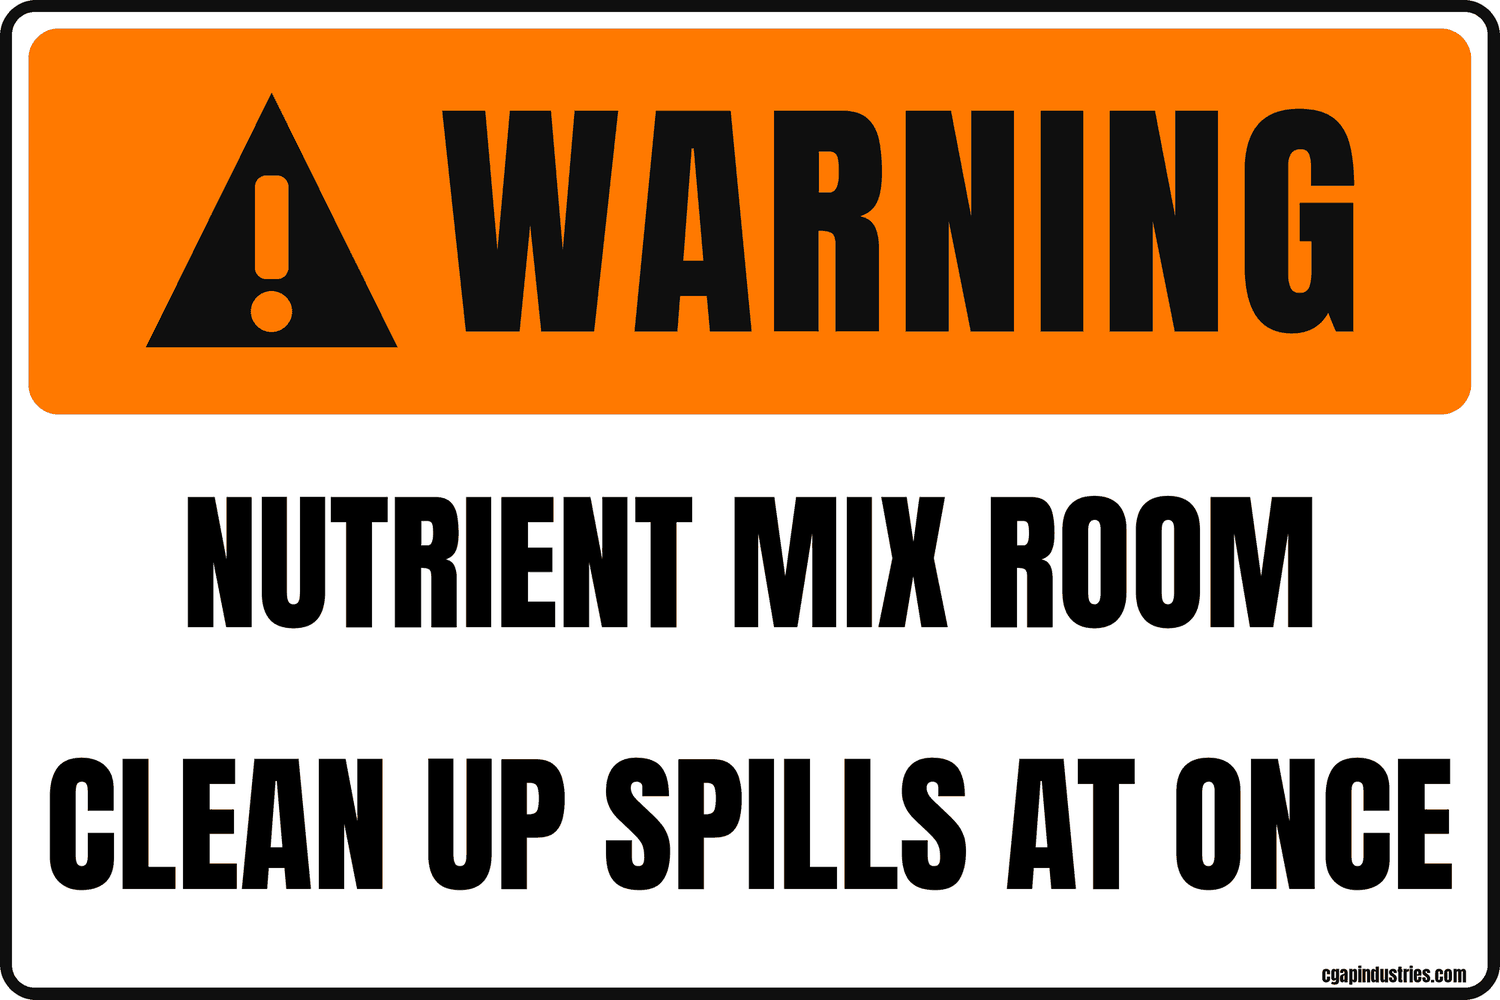 WARNING
NUTRIENT MIX ROOM
CLEAN UP SPILLS AT ONCE
cgapindustries.com